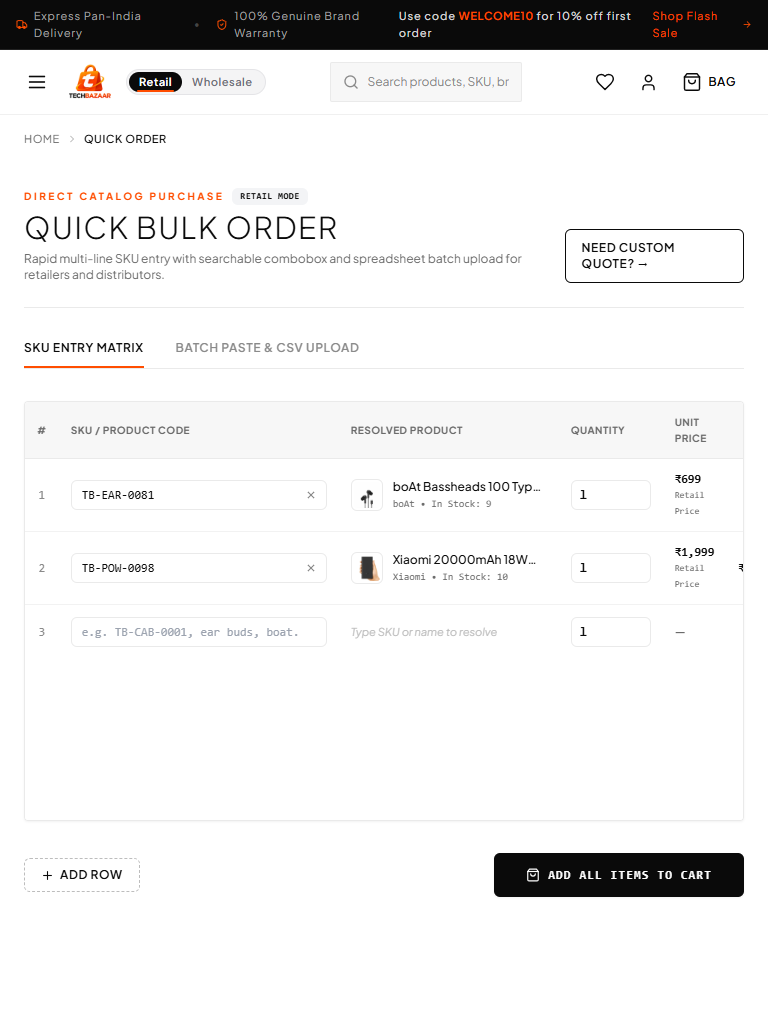 Express Pan-India
Delivery
•
100% Genuine Brand
Warranty
Use code WELCOME10 for 10% off first
order
Shop Flash
Sale →
TECHBAZAAR
Retail
Wholesale
Search products, SKU, br
BAG
HOME > QUICK ORDER
DIRECT CATALOG PURCHASE RETAIL MODE
QUICK BULK ORDER
Rapid multi-line SKU entry with searchable combobox and spreadsheet batch upload for
retailers and distributors.
NEED CUSTOM
QUOTE? →
SKU ENTRY MATRIX
BATCH PASTE & CSV UPLOAD
# SKU / PRODUCT CODE RESOLVED PRODUCT QUANTITY UNIT
PRICE
1 TB-EAR-0081 × boAt Bassheads 100 Typ…
boAt • In Stock: 9
1
₹699
Retail
Price
2 TB-POW-0098 × Xiaomi 20000mAh 18W…
Xiaomi • In Stock: 10
1
₹1,999
Retail
Price
₹
3 e.g. TB-CAB-0001, ear buds, boat. Type SKU or name to resolve 1 —
+ ADD ROW
ADD ALL ITEMS TO CART